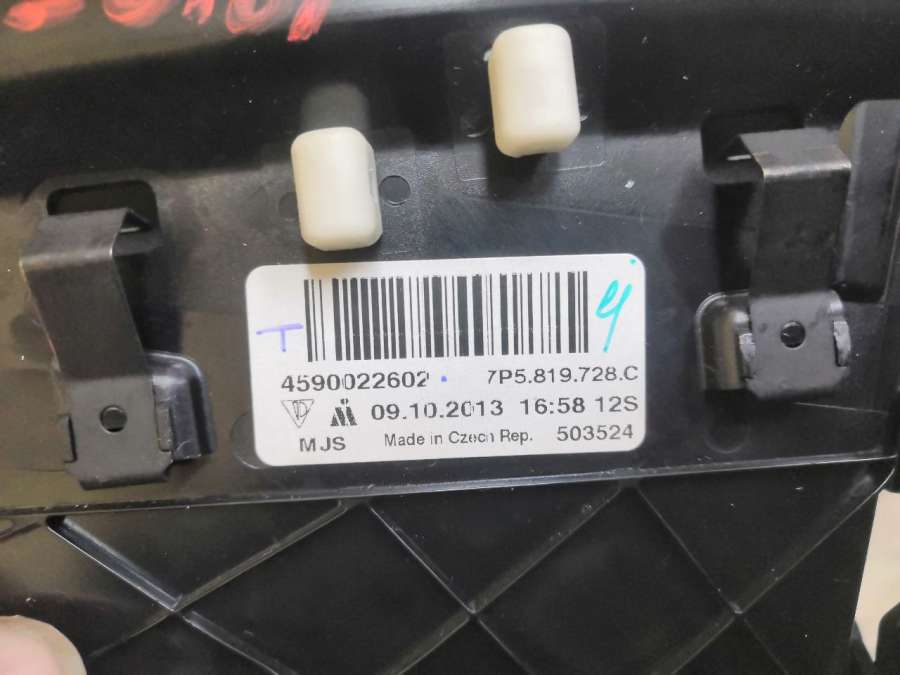 T
4
4590022602 7P5.819.728.C
09.10.2013 16:58 12S
MJS Made in Czech Rep. 503524